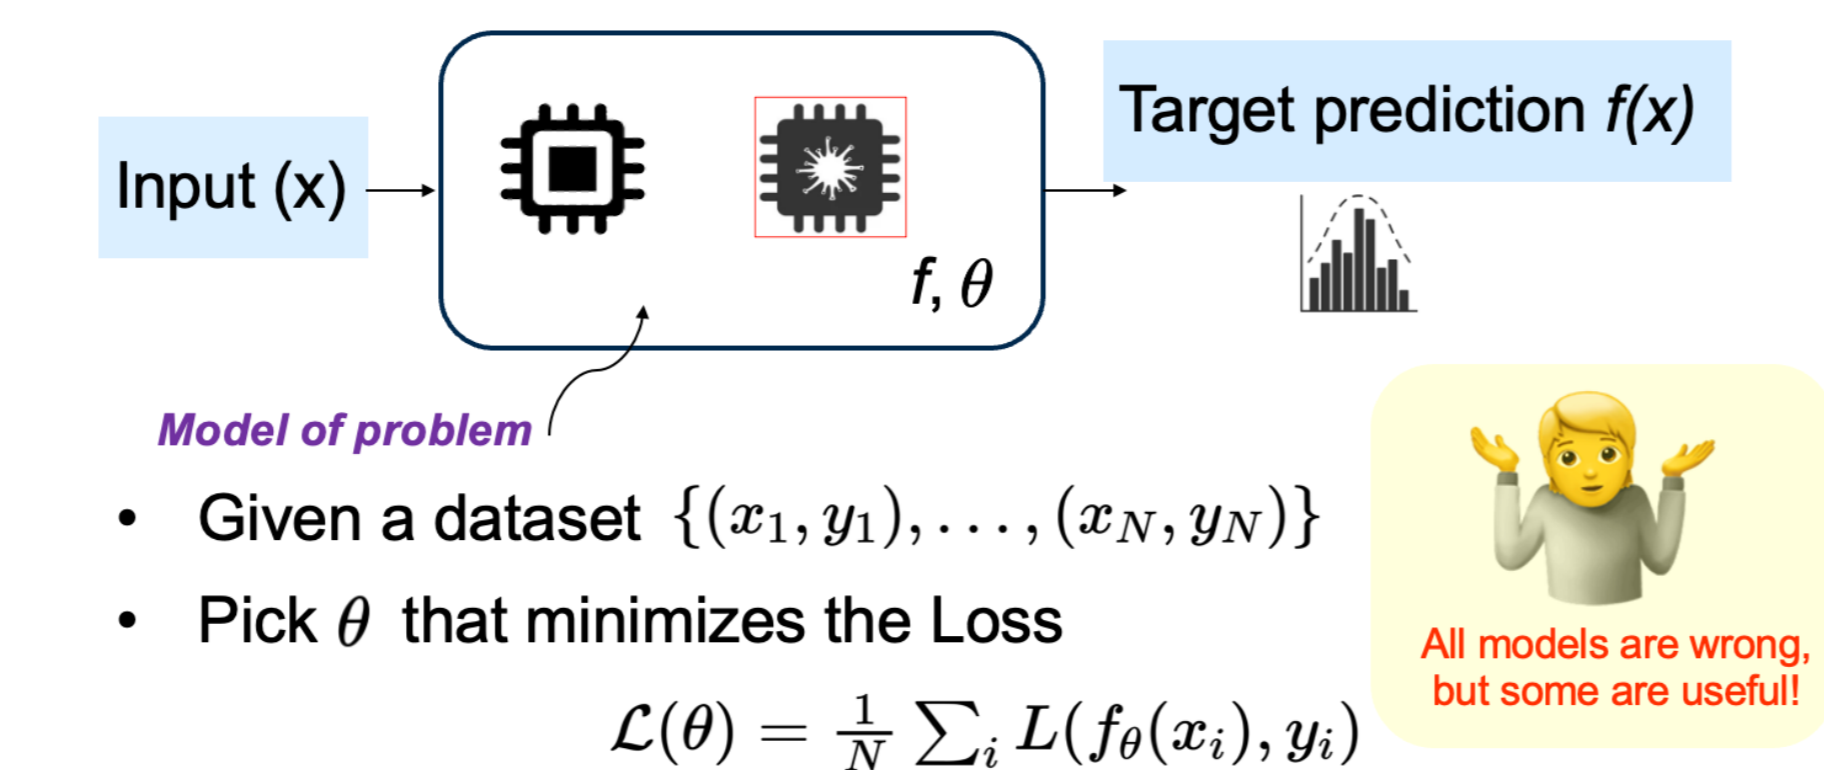 Input (x)
f, θ
Target prediction f(x)
Model of problem
• Given a dataset {(x₁, y₁), . . . , (x_N, y_N)}
• Pick θ that minimizes the Loss
ℒ(θ) = 1/N ∑ᵢ L(f_θ(xᵢ), yᵢ)
All models are wrong,
but some are useful!